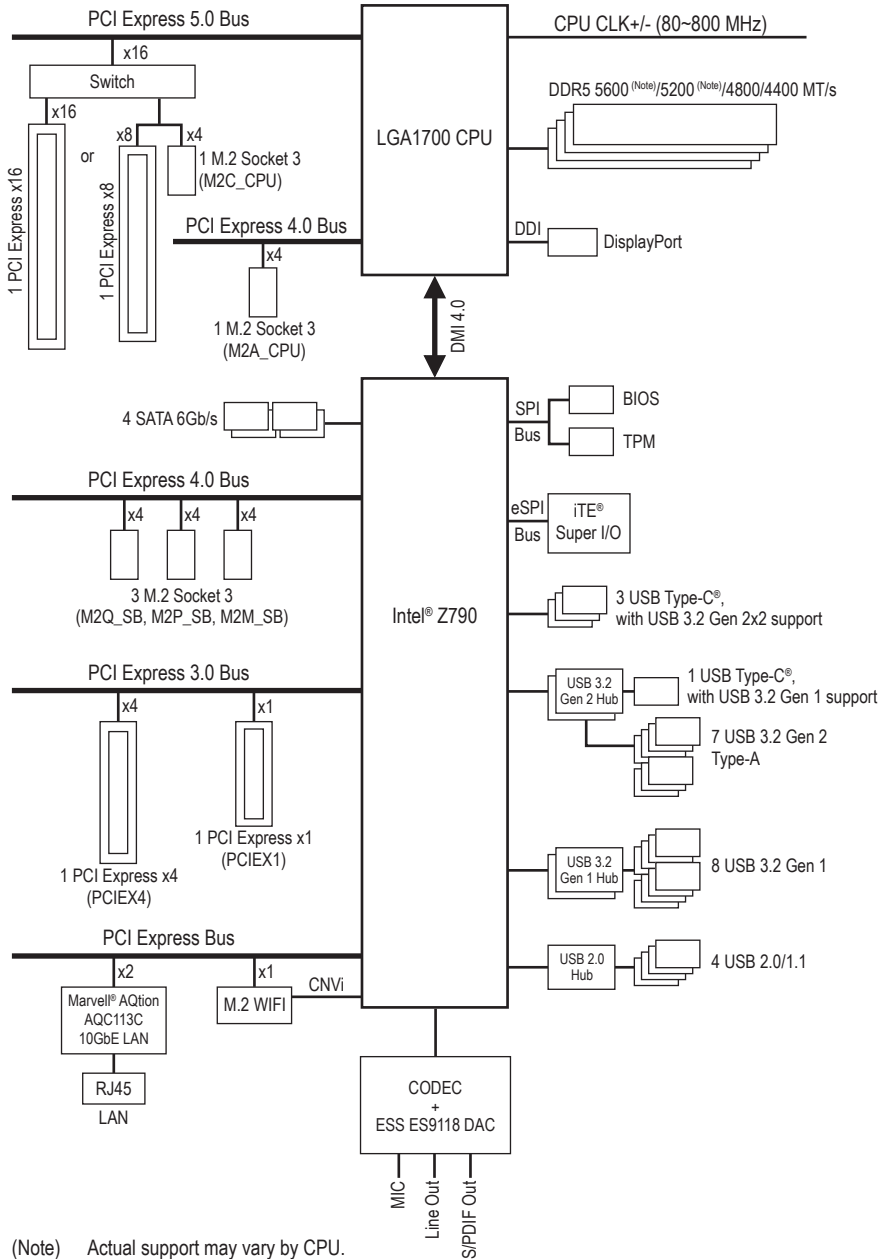 PCI Express 5.0 Bus
CPU CLK+/- (80~800 MHz)
x16
Switch
x16
x8
x4
or
1 PCI Express x16
1 PCI Express x8
1 M.2 Socket 3
(M2C_CPU)
LGA1700 CPU
DDR5 5600 (Note)/5200 (Note)/4800/4400 MT/s
PCI Express 4.0 Bus
x4
1 M.2 Socket 3
(M2A_CPU)
DDI
DisplayPort
DMI 4.0
4 SATA 6Gb/s
SPI
Bus
BIOS
TPM
PCI Express 4.0 Bus
x4
x4
x4
3 M.2 Socket 3
(M2Q_SB, M2P_SB, M2M_SB)
eSPI
Bus
iTE®
Super I/O
Intel® Z790
3 USB Type-C®,
with USB 3.2 Gen 2x2 support
PCI Express 3.0 Bus
x4
x1
1 PCI Express x1
(PCIEX1)
1 PCI Express x4
(PCIEX4)
USB 3.2
Gen 2 Hub
1 USB Type-C®,
with USB 3.2 Gen 1 support
7 USB 3.2 Gen 2
Type-A
USB 3.2
Gen 1 Hub
8 USB 3.2 Gen 1
PCI Express Bus
x2
x1
Marvell® AQtion
AQC113C
10GbE LAN
M.2 WIFI
CNVi
RJ45
LAN
USB 2.0
Hub
4 USB 2.0/1.1
CODEC
+
ESS ES9118 DAC
MIC
Line Out
S/PDIF Out
(Note) Actual support may vary by CPU.